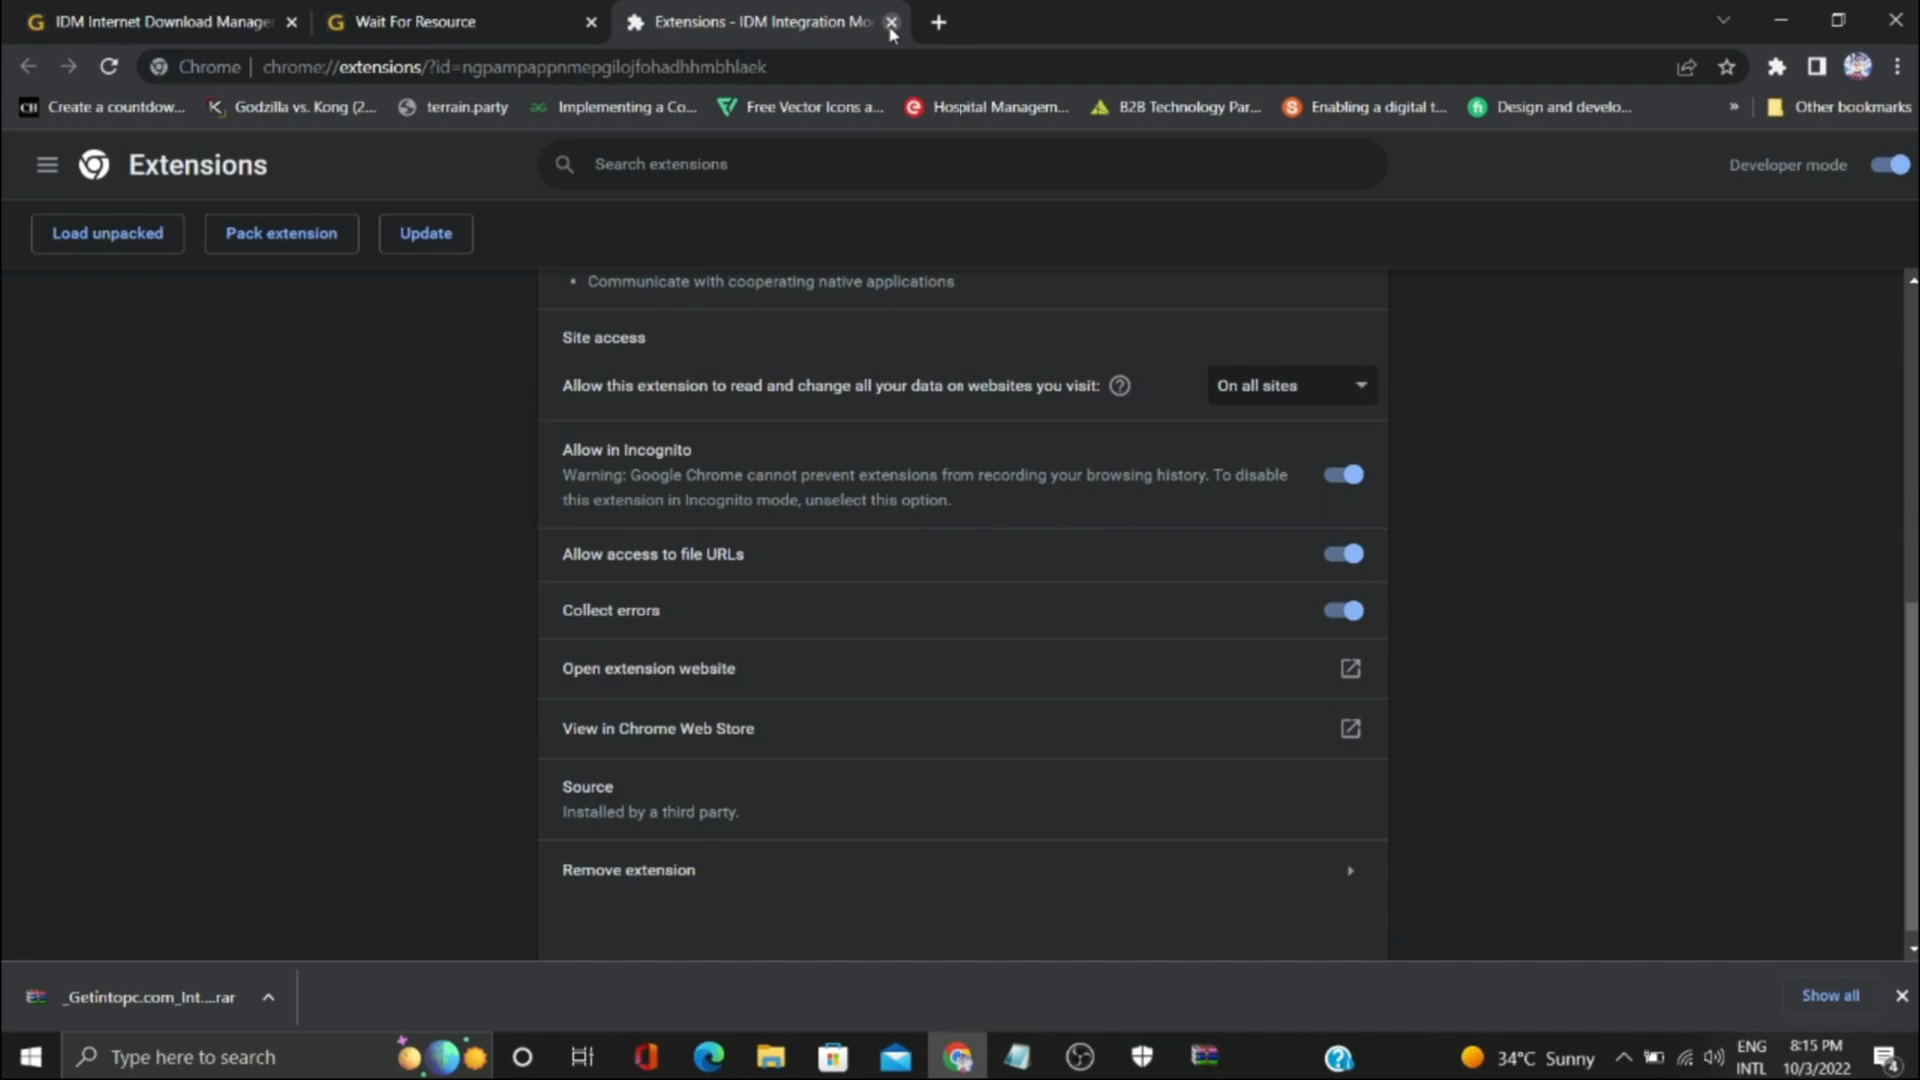 IDM Internet Download Manage
Wait For Resource
Extensions - IDM Integration Mo
Chrome | chrome://extensions/?id=ngpampappnmepgilojfohadhhmbhlaek
CH Create a countdow...
Godzilla vs. Kong (2...
terrain.party
Implementing a Co...
Free Vector Icons a...
Hospital Managem...
B2B Technology Par...
Enabling a digital t...
Design and develo...
»
Other bookmarks
Extensions
Search extensions
Developer mode
Load unpacked
Pack extension
Update
• Communicate with cooperating native applications
Site access
Allow this extension to read and change all your data on websites you visit:
On all sites
Allow in Incognito
Warning: Google Chrome cannot prevent extensions from recording your browsing history. To disable
this extension in Incognito mode, unselect this option.
Allow access to file URLs
Collect errors
Open extension website
View in Chrome Web Store
Source
Installed by a third party.
Remove extension
_Getintopc.com_Int....rar
Show all
Type here to search
34°C Sunny
ENG
INTL
8:15 PM
10/3/2022
4